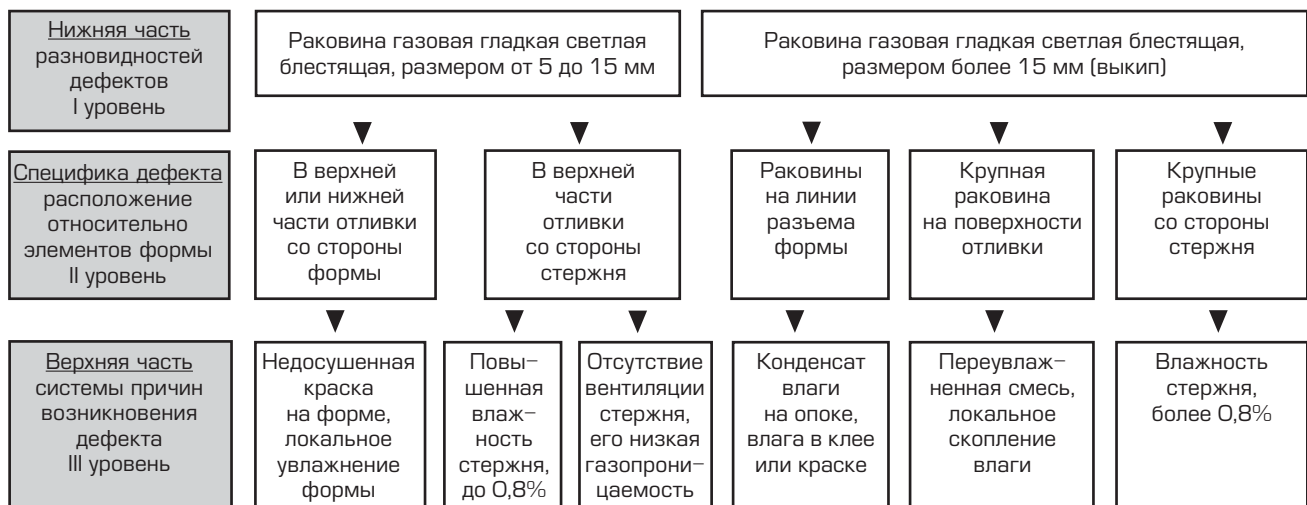 Нижняя часть
разновидностей
дефектов
I уровень
Раковина газовая гладкая светлая
блестящая, размером от 5 до 15 мм
Раковина газовая гладкая светлая блестящая,
размером более 15 мм (выкип)
Специфика дефекта
расположение
относительно
элементов формы
II уровень
В верхней
или нижней
части отливки
со стороны
формы
В верхней
части
отливки
со стороны
стержня
Раковины
на линии
разъема
формы
Крупная
раковина
на поверхности
отливки
Крупные
раковины
со стороны
стержня
Верхняя часть
системы причин
возникновения
дефекта
III уровень
Недосушенная
краска
на форме,
локальное
увлажнение
формы
Повы-
шенная
влаж-
ность
стержня,
до 0,8%
Отсутствие
вентиляции
стержня,
его низкая
газопрони-
цаемость
Конденсат
влаги
на опоке,
влага в клее
или краске
Переувлаж-
ненная смесь,
локальное
скопление
влаги
Влажность
стержня,
более 0,8%